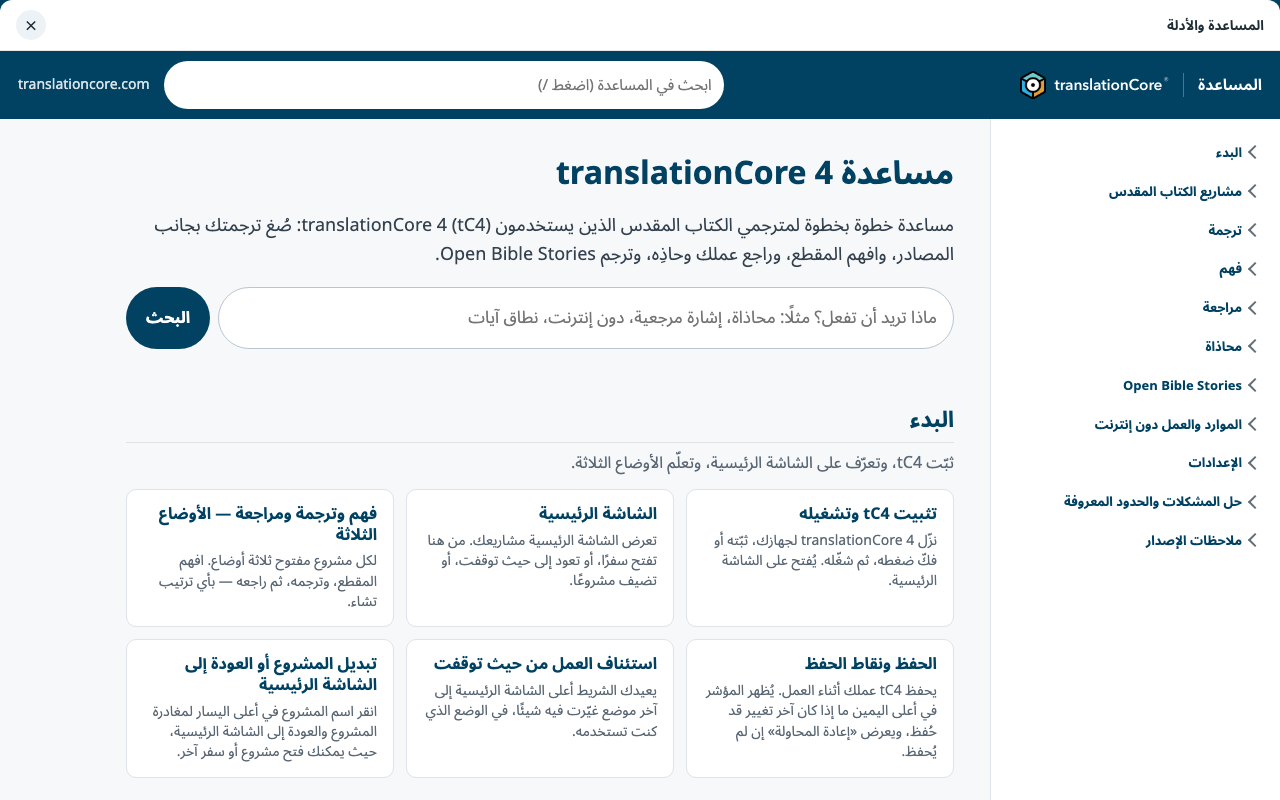 المساعدة والأدلة
المساعدة
translationCore®
ابحث في المساعدة (اضغط /)
translationcore.com
البدء
مشاريع الكتاب المقدس
ترجمة
فهم
مراجعة
محاذاة
Open Bible Stories
الموارد والعمل دون إنترنت
الإعدادات
حل المشكلات والحدود المعروفة
ملاحظات الإصدار
مساعدة translationCore 4
مساعدة خطوة بخطوة لمترجمي الكتاب المقدس الذين يستخدمون translationCore 4 (tC4): صُغ ترجمتك بجانب
المصادر، وافهم المقطع، وراجع عملك وحاذِه، وترجم Open Bible Stories.
ماذا تريد أن تفعل؟ مثلًا: محاذاة، إشارة مرجعية، دون إنترنت، نطاق آيات
البحث
البدء
ثبّت tC4، وتعرّف على الشاشة الرئيسية، وتعلّم الأوضاع الثلاثة.
تثبيت tC4 وتشغيله
نزّل translationCore 4 لجهازك، ثبّته أو
فكّ ضغطه، ثم شغّله. يُفتح على الشاشة
الرئيسية.
الشاشة الرئيسية
تعرض الشاشة الرئيسية مشاريعك. من هنا
تفتح سفرًا، أو تعود إلى حيث توقفت، أو
تضيف مشروعًا.
فهم وترجمة ومراجعة — الأوضاع
الثلاثة
لكل مشروع مفتوح ثلاثة أوضاع. افهم
المقطع، وترجمه، ثم راجعه — بأي ترتيب
تشاء.
الحفظ ونقاط الحفظ
يحفظ tC4 عملك أثناء العمل. يُظهر المؤشر
في أعلى اليمين ما إذا كان آخر تغيير قد
حُفظ، ويعرض «إعادة المحاولة» إن لم
يُحفظ.
استئناف العمل من حيث توقفت
يعيدك الشريط أعلى الشاشة الرئيسية إلى
آخر موضع غيّرت فيه شيئًا، في الوضع الذي
كنت تستخدمه.
تبديل المشروع أو العودة إلى
الشاشة الرئيسية
انقر اسم المشروع في أعلى اليسار لمغادرة
المشروع والعودة إلى الشاشة الرئيسية،
حيث يمكنك فتح مشروع أو سفر آخر.